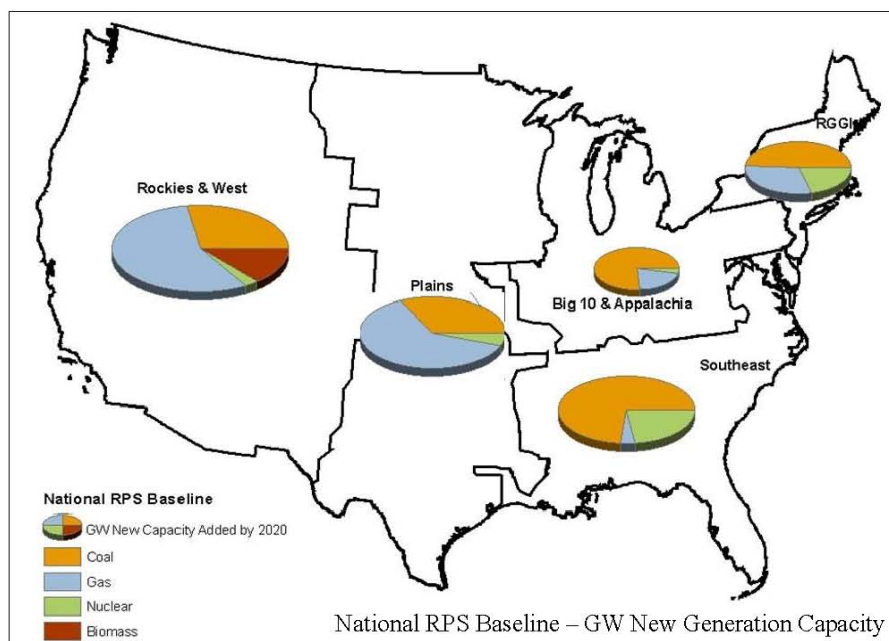 RGGI
Rockies & West
Plains
Big 10 & Appalachia
Southeast
National RPS Baseline
GW New Capacity Added by 2020
Coal
Gas
Nuclear
Biomass
National RPS Baseline – GW New Generation Capacity